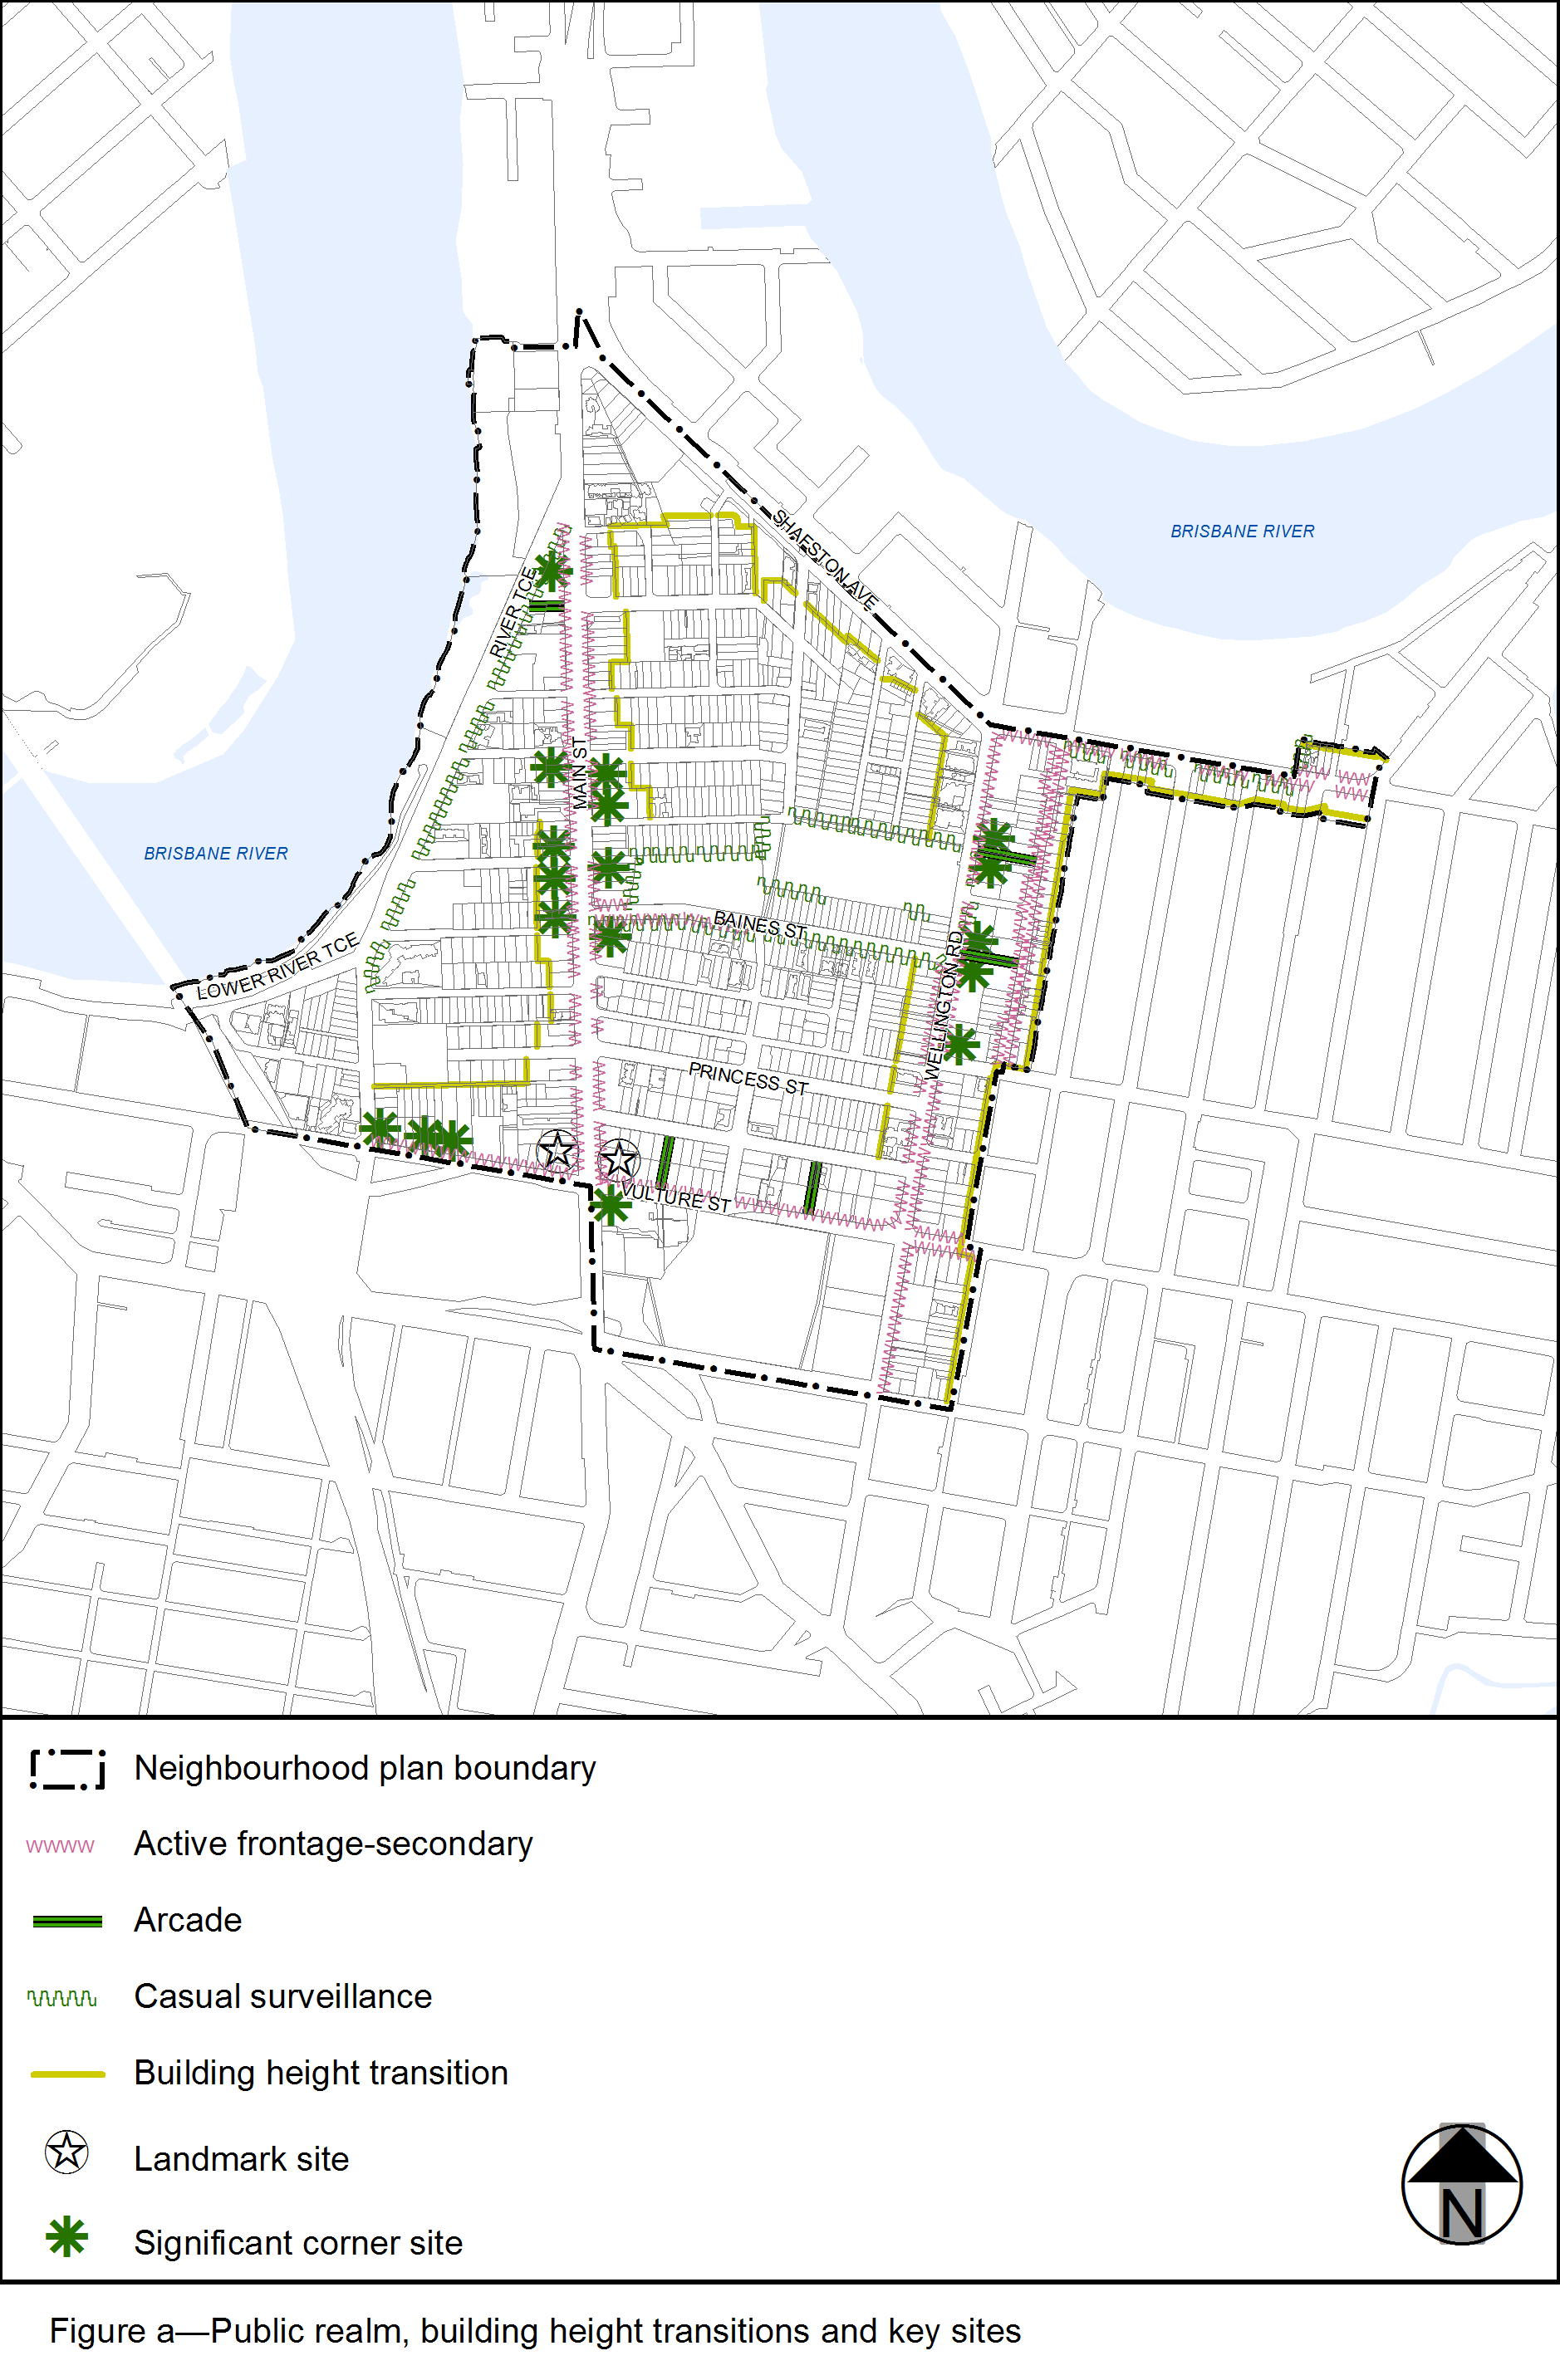 BRISBANE RIVER
SHAFSTON AVE
RIVER TCE
MAIN ST
BRISBANE RIVER
BAINES ST
LOWER RIVER TCE
WELLINGTON RD
PRINCESS ST
VULTURE ST
Neighbourhood plan boundary
Active frontage-secondary
Arcade
Casual surveillance
Building height transition
Landmark site
Significant corner site
N
Figure a—Public realm, building height transitions and key sites